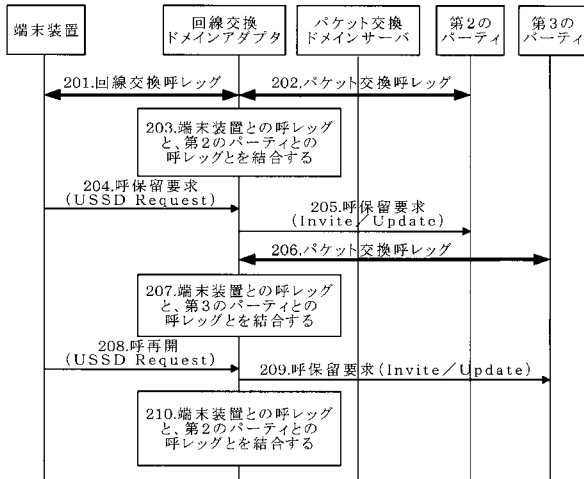 端末装置
回線交換
ドメインアダプタ
パケット交換
ドメインサーバ
第2の
パーティ
第3の
パーティ
201.回線交換呼レッグ
202.パケット交換呼レッグ
203.端末装置との呼レッグ
と、第2のパーティとの
呼レッグとを結合する
204.呼保留要求
(USSD Request)
205.呼保留要求
(Invite／Update)
206.パケット交換呼レッグ
207.端末装置との呼レッグ
と、第3のパーティとの
呼レッグとを結合する
208.呼再開
(USSD Request)
209.呼保留要求(Invite／Update)
210.端末装置との呼レッグ
と、第2のパーティとの
呼レッグとを結合する